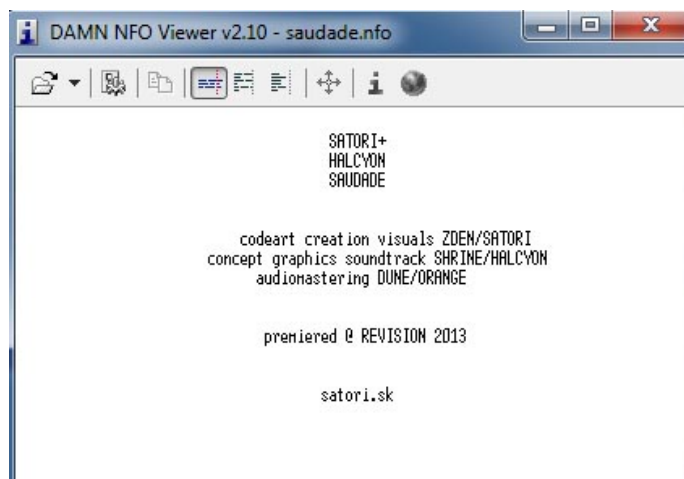 DAMN NFO Viewer v2.10 - saudade.nfo
SATORI+
HALCYON
SAUDADE
codeart creation visuals ZDEN/SATORI
concept graphics soundtrack SHRINE/HALCYON
audiomastering DUNE/ORANGE
premiered @ REVISION 2013
satori.sk